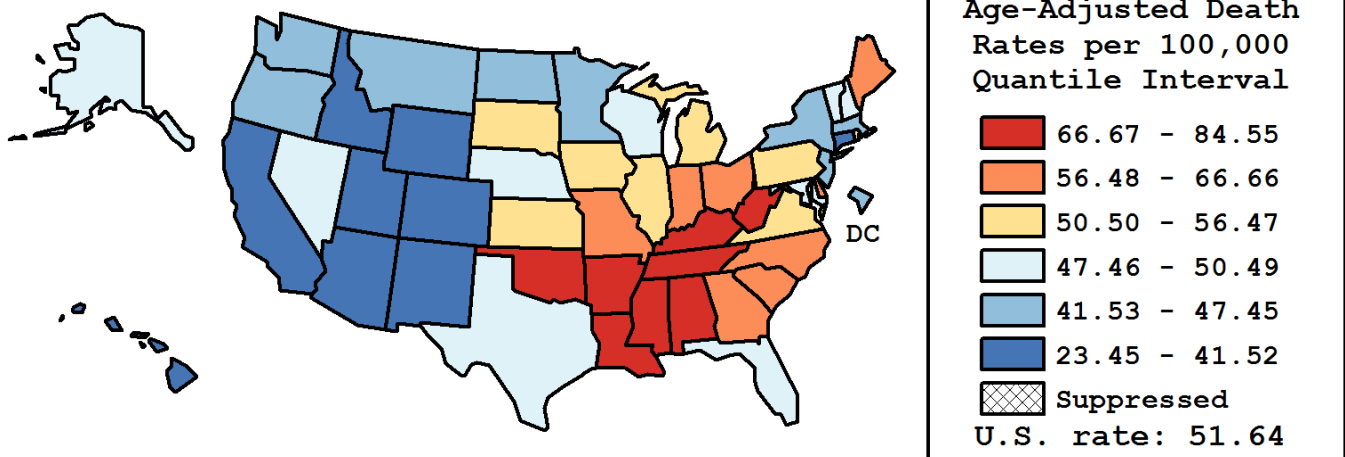 Age-Adjusted Death
Rates per 100,000
Quantile Interval
66.67 - 84.55
56.48 - 66.66
50.50 - 56.47
47.46 - 50.49
41.53 - 47.45
23.45 - 41.52
Suppressed
U.S. rate: 51.64
DC